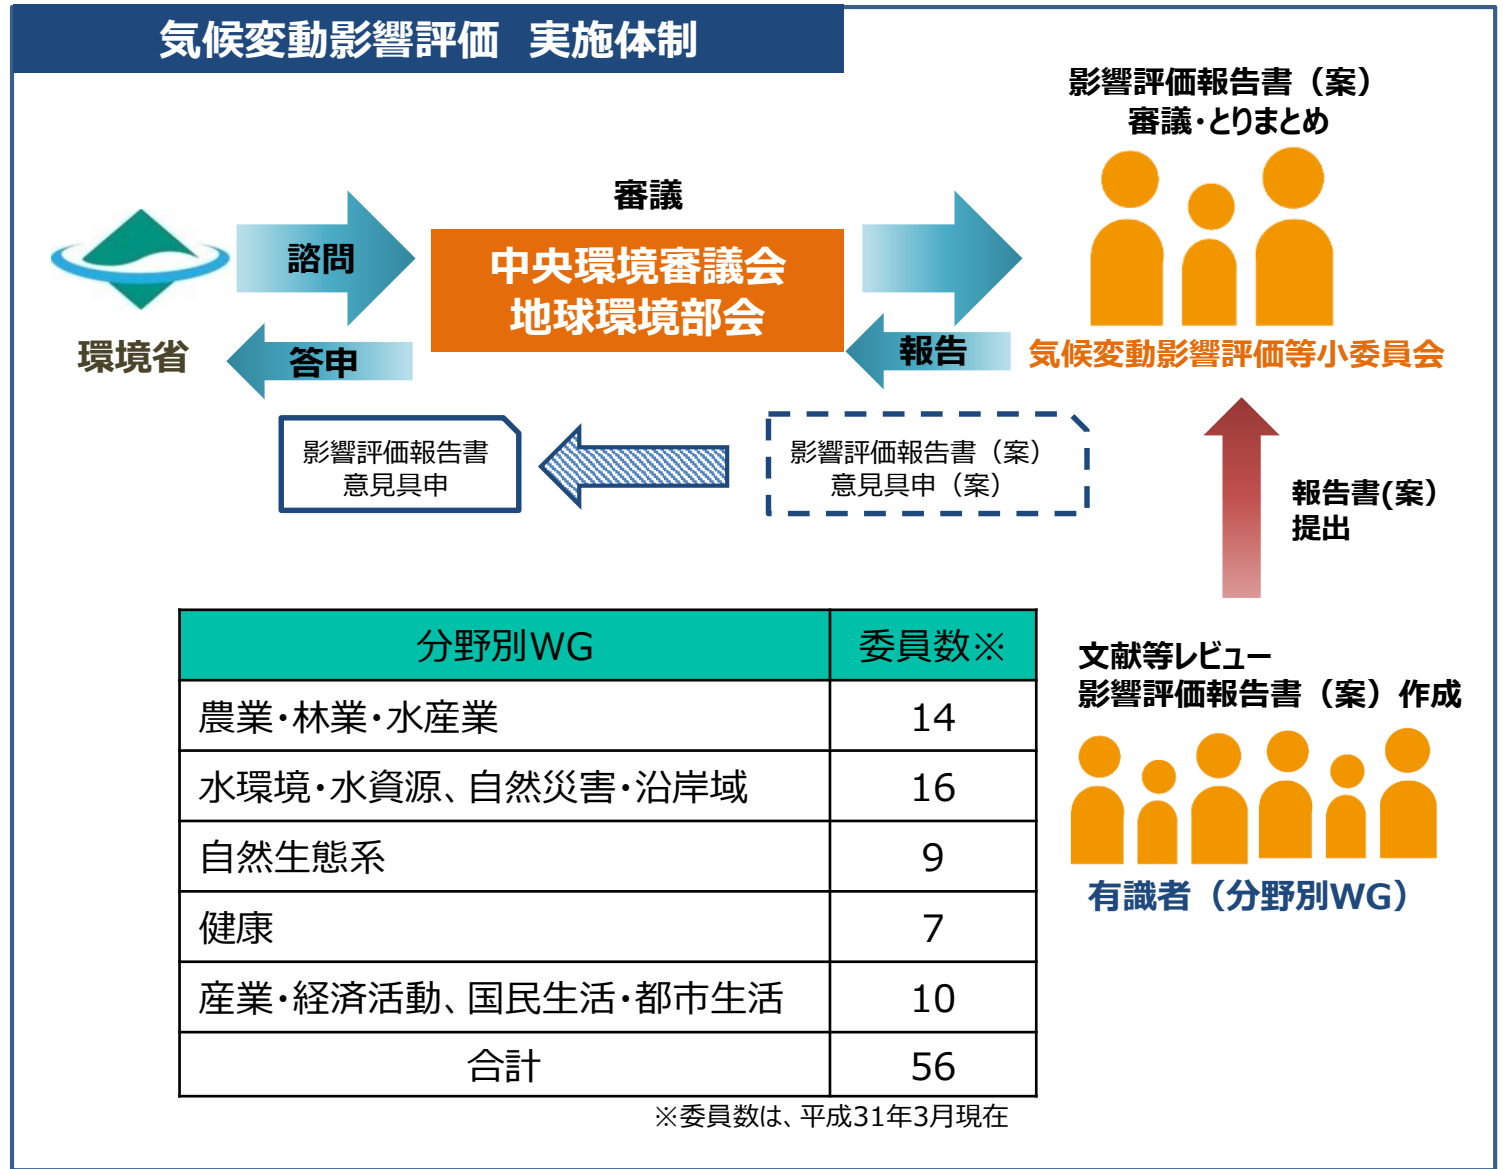 気候変動影響評価　実施体制
影響評価報告書（案）
審議・とりまとめ
審議
諮問
中央環境審議会
地球環境部会
環境省
答申
報告
気候変動影響評価等小委員会
影響評価報告書
意見具申
影響評価報告書（案）
意見具申（案）
報告書(案）
提出
分野別WG 委員数※
農業・林業・水産業 14
水環境・水資源、自然災害・沿岸域 16
自然生態系 9
健康 7
産業・経済活動、国民生活・都市生活 10
合計 56
※委員数は、平成31年3月現在
文献等レビュー
影響評価報告書（案）作成
有識者（分野別WG）